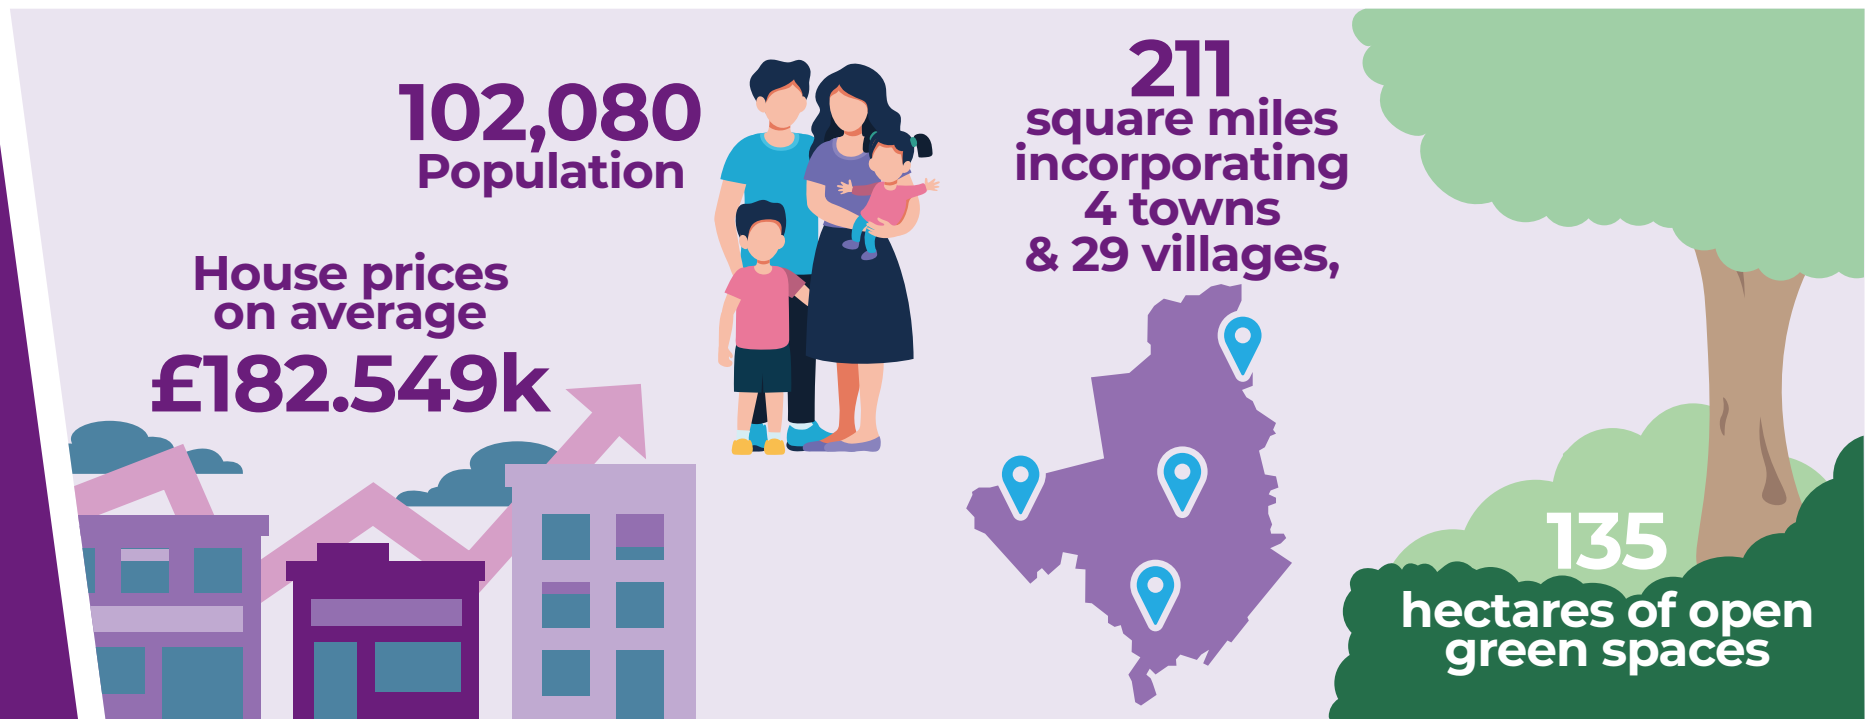 102,080
Population
House prices
on average
£182.549k
211
square miles
incorporating
4 towns
& 29 villages,
135
hectares of open
green spaces